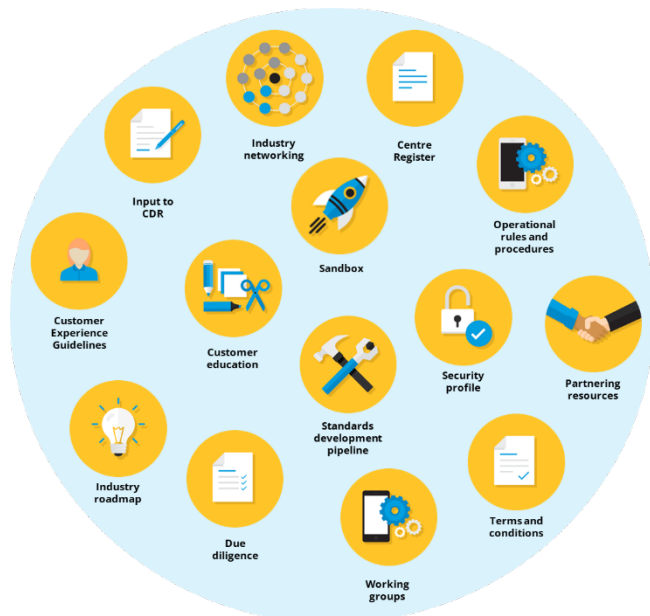 Industry
networking
Centre
Register
Input to
CDR
Operational
rules and
procedures
Sandbox
Customer
Experience
Guidelines
Customer education
Security
profile
Partnering
resources
Standards
development
pipeline
Industry
roadmap
Due
diligence
Terms and
conditions
Working
groups